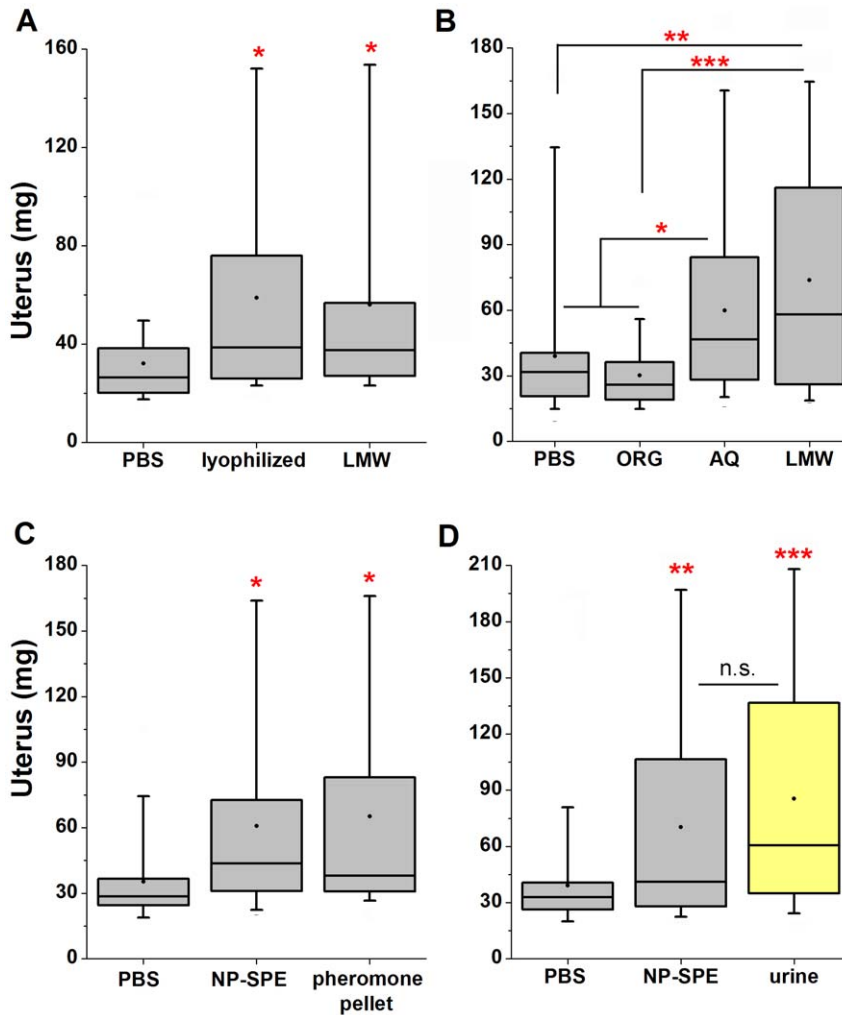 A
Uterus (mg)
160
120
80
40
0
*
*
PBS
lyophilized
LMW
B
180
150
120
90
60
30
0
**
***
*
PBS
ORG
AQ
LMW
C
Uterus (mg)
180
150
120
90
60
30
0
*
*
PBS
NP-SPE
pheromone
pellet
D
210
180
150
120
90
60
30
0
**
***
n.s.
PBS
NP-SPE
urine